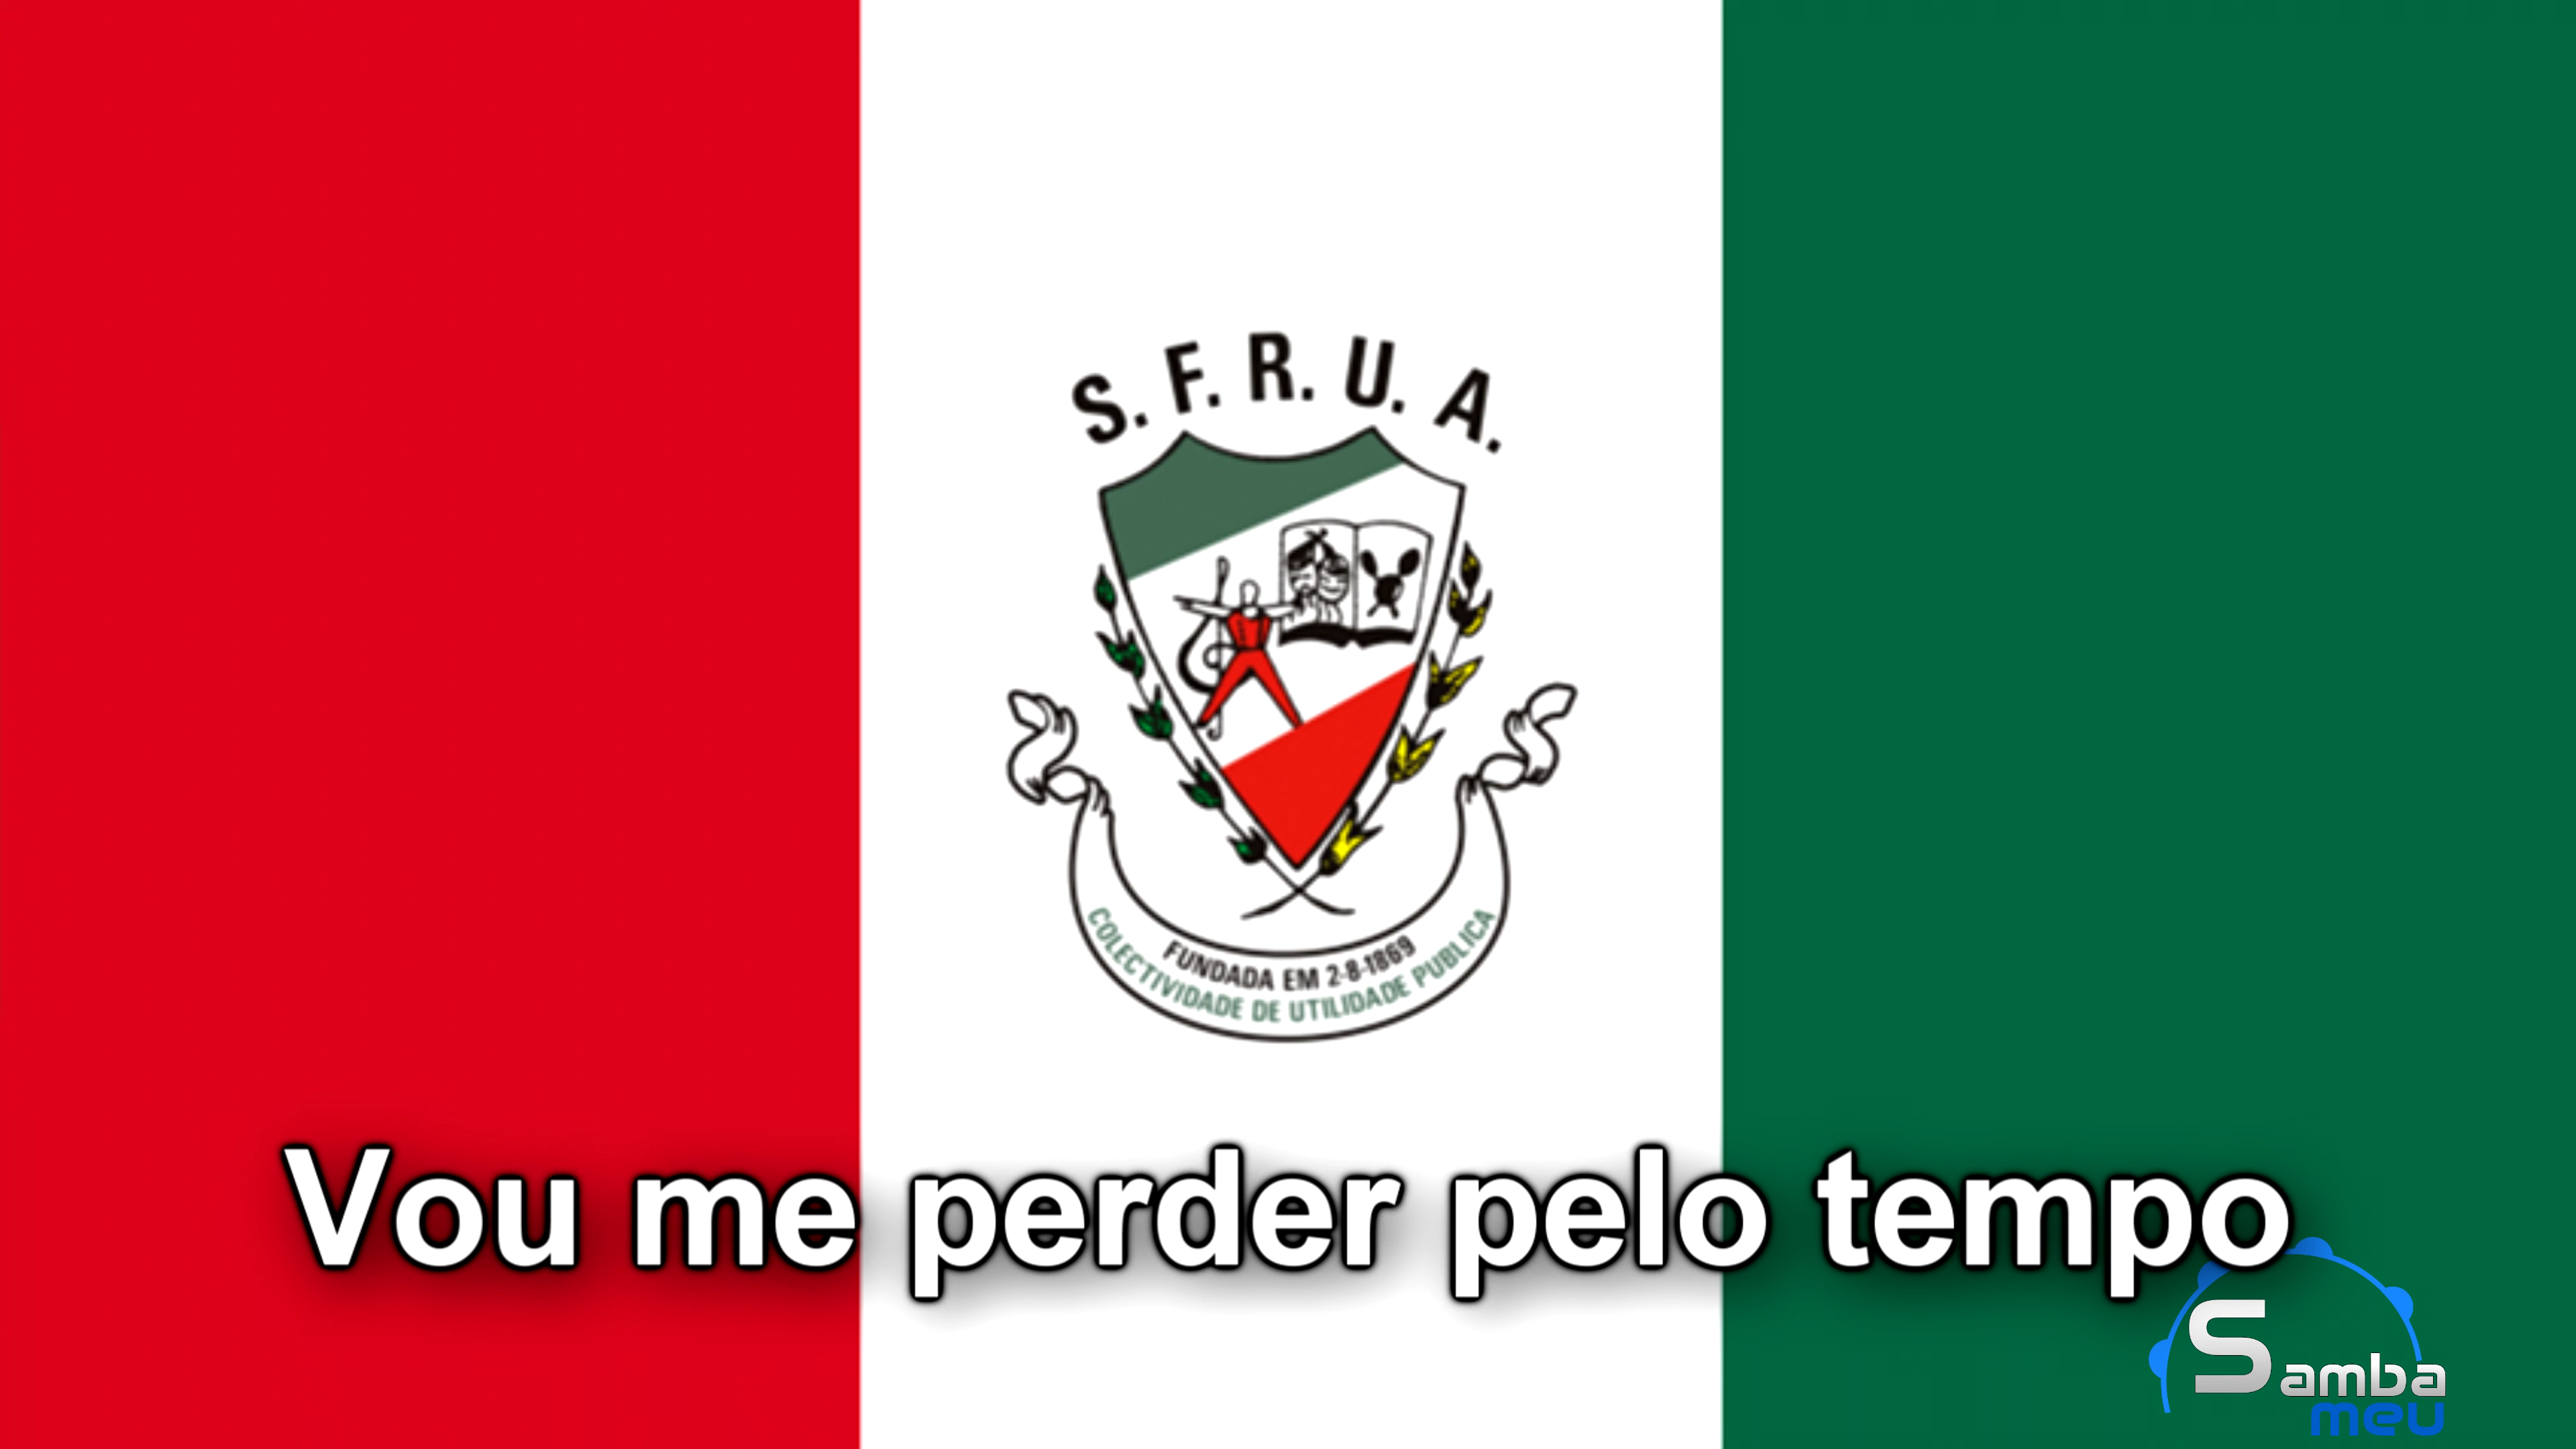 S. F. R. U. A.
FUNDADA EM 2-8-1869
COLECTIVIDADE DE UTILIDADE PUBLICA
Vou me perder pelo tempo
Samba
meu